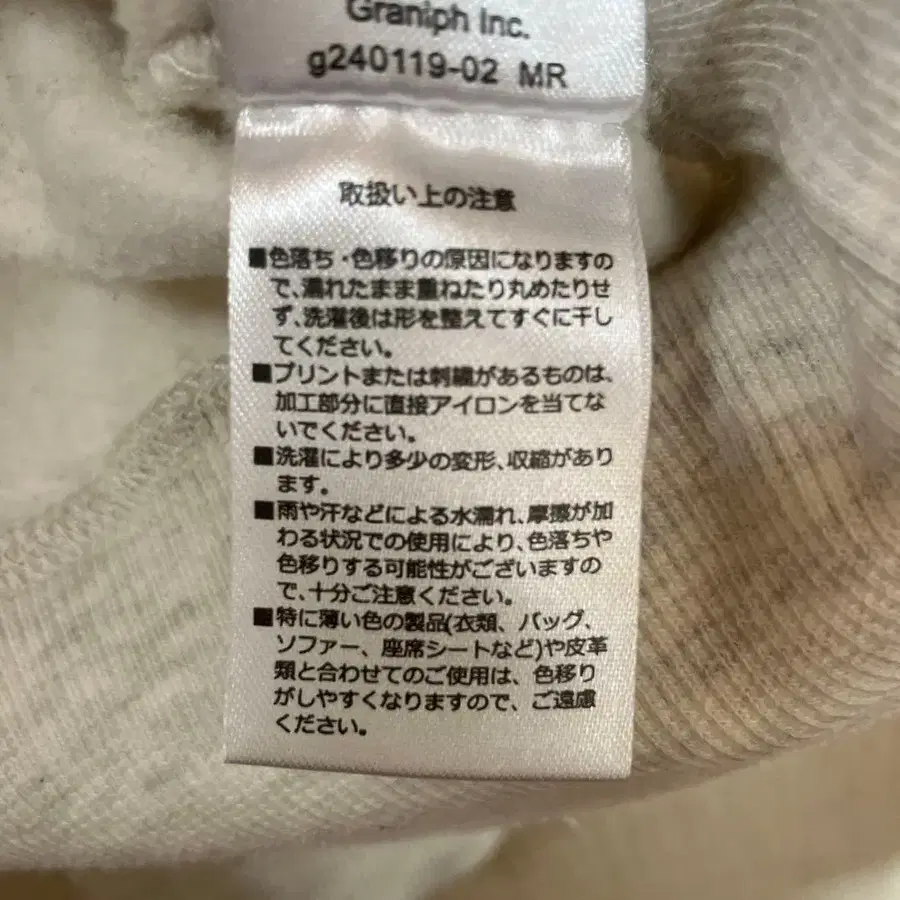 Graniph Inc.
g240119-02 MR
取扱い上の注意
■色落ち・色移りの原因になりますの
で、濡れたまま重ねたり丸めたりせ
ず、洗濯後は形を整えてすぐに干し
てください。
■プリントまたは刺繍があるものは、
加工部分に直接アイロンを当てな
いでください。
■洗濯により多少の変形、収縮があり
ます。
■雨や汗などによる水濡れ、摩擦が加
わる状況での使用により、色落ちや
色移りする可能性がございますの
で、十分ご注意ください。
■特に薄い色の製品(衣類、バッグ、
ソファー、座席シートなど)や皮革
類と合わせてのご使用は、色移り
がしやすくなりますので、ご遠慮
ください。